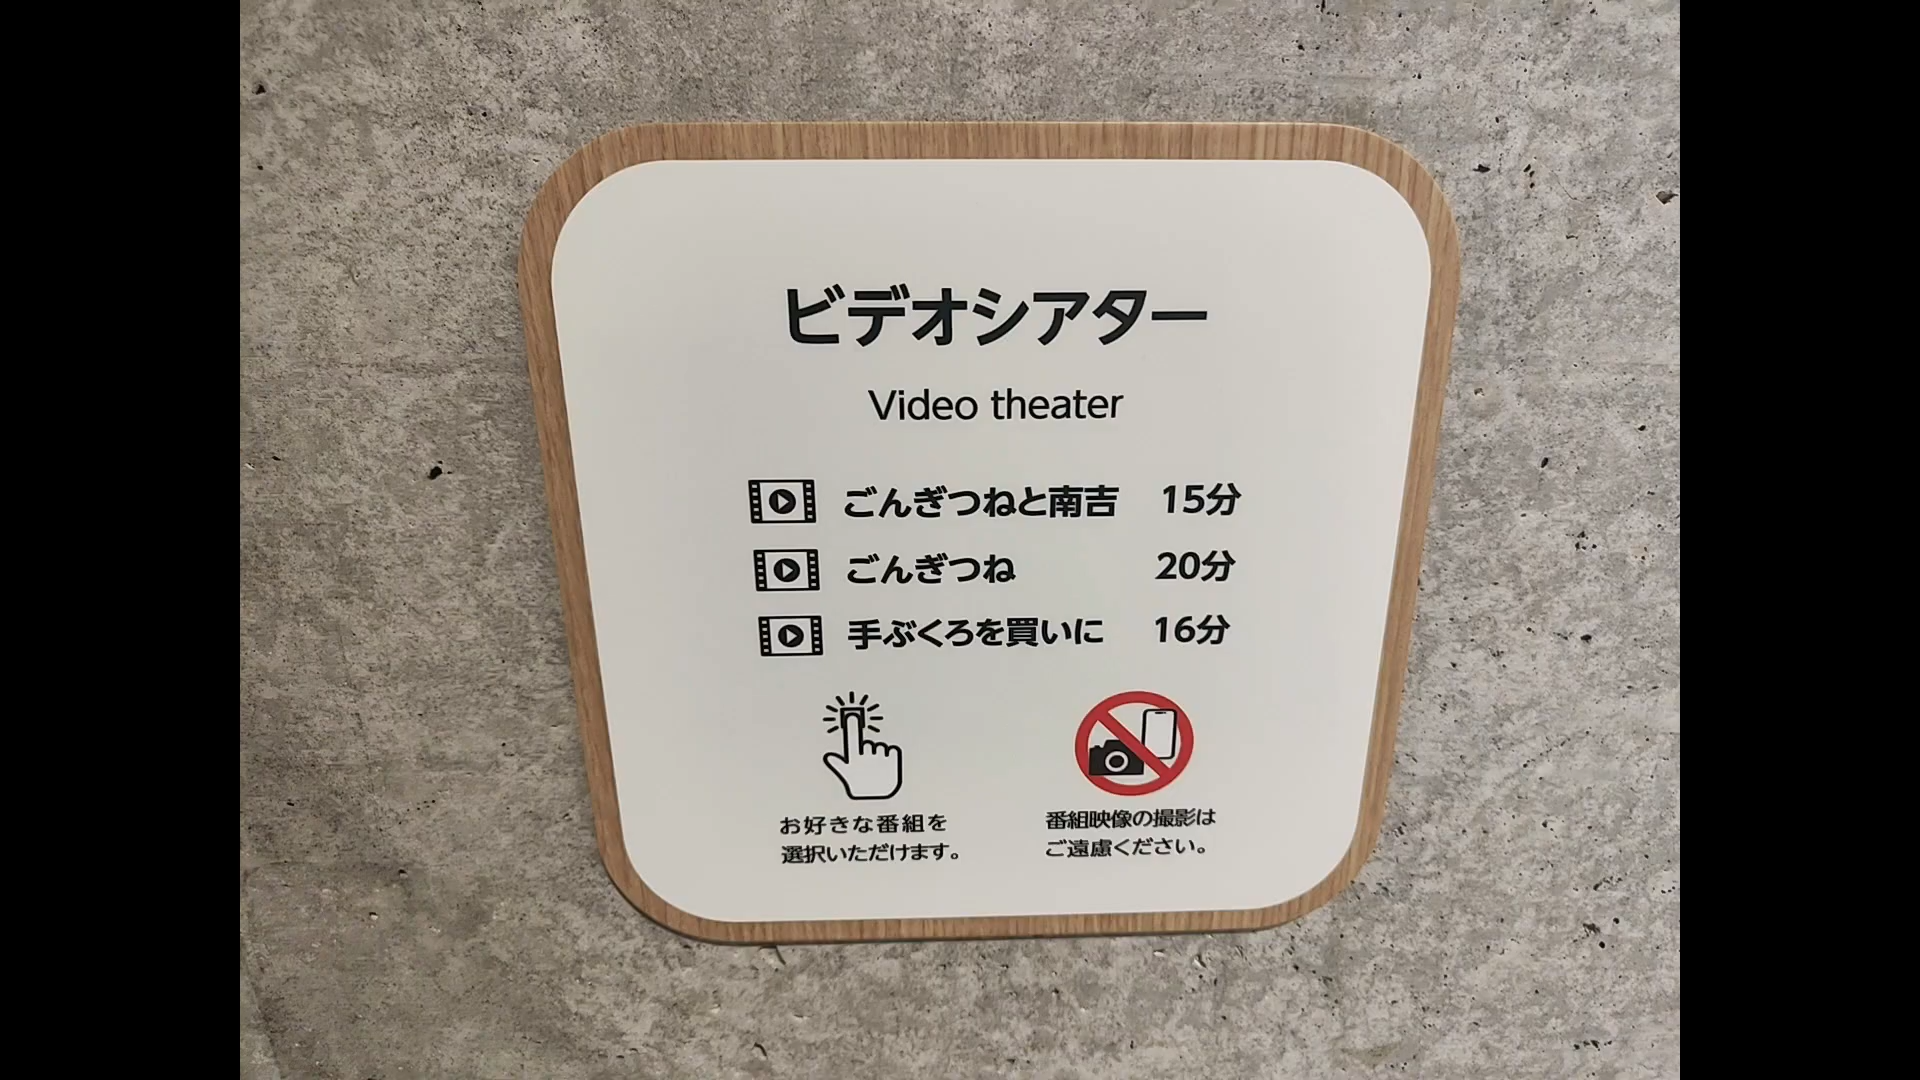 ビデオシアター
Video theater
ごんぎつねと南吉 15分
ごんぎつね 20分
手ぶくろを買いに 16分
お好きな番組を
選択いただけます。
番組映像の撮影は
ご遠慮ください。